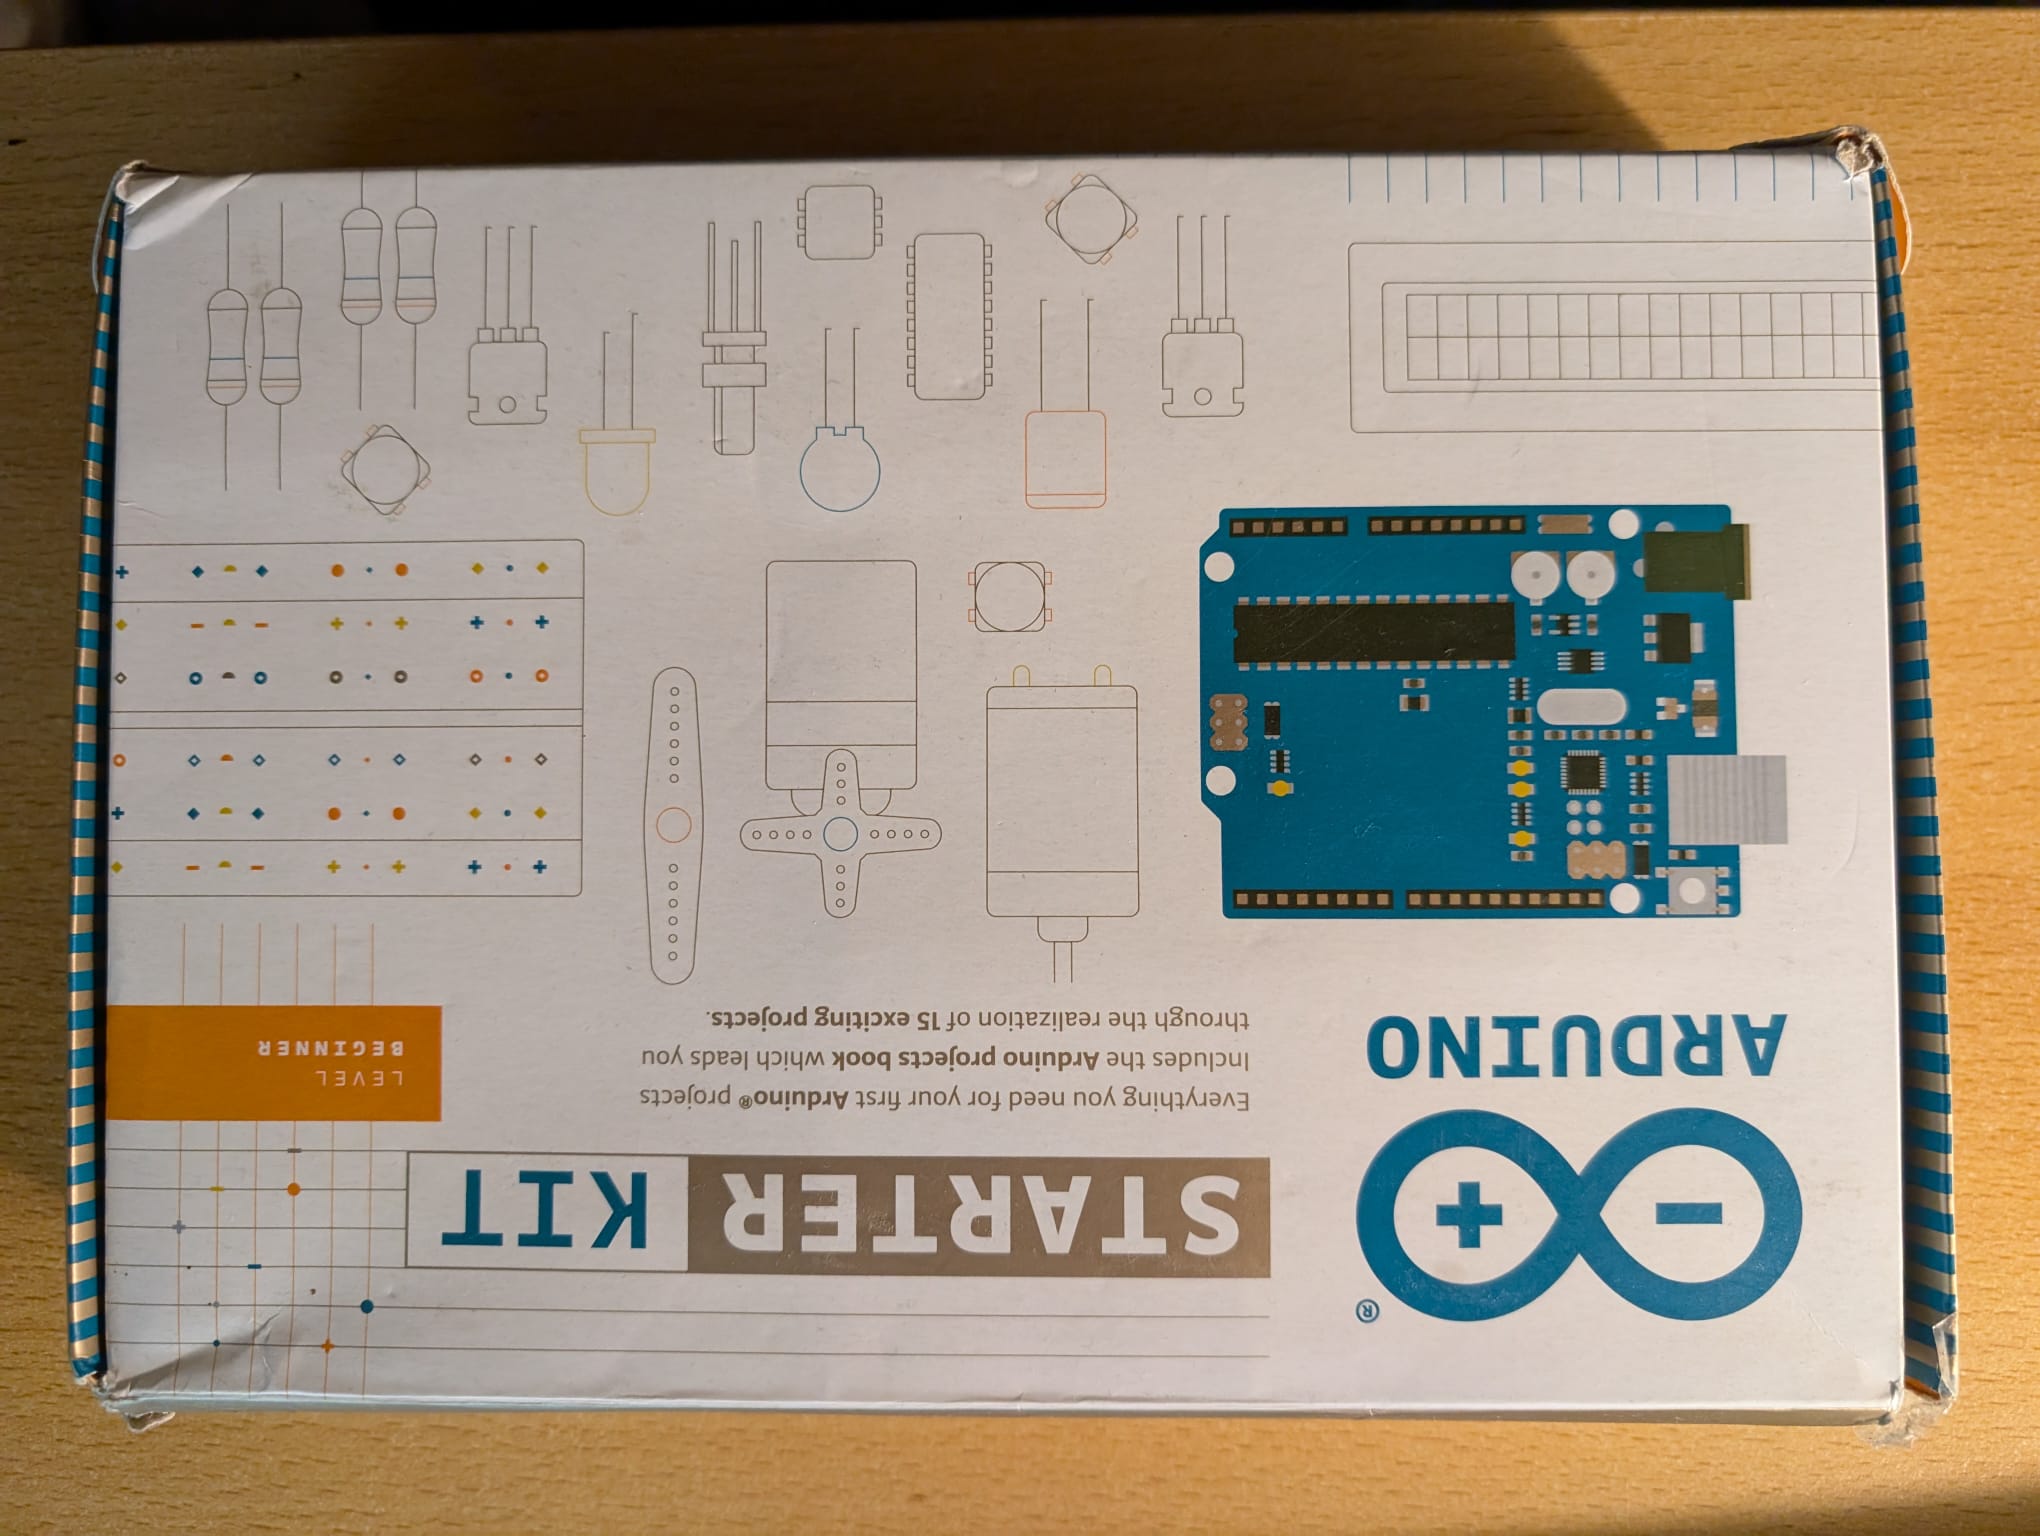 ARDUINO
®
STARTER KIT
Everything you need for your first Arduino® projects
Includes the Arduino projects book which leads you
through the realization of 15 exciting projects.
LEVEL
BEGINNER